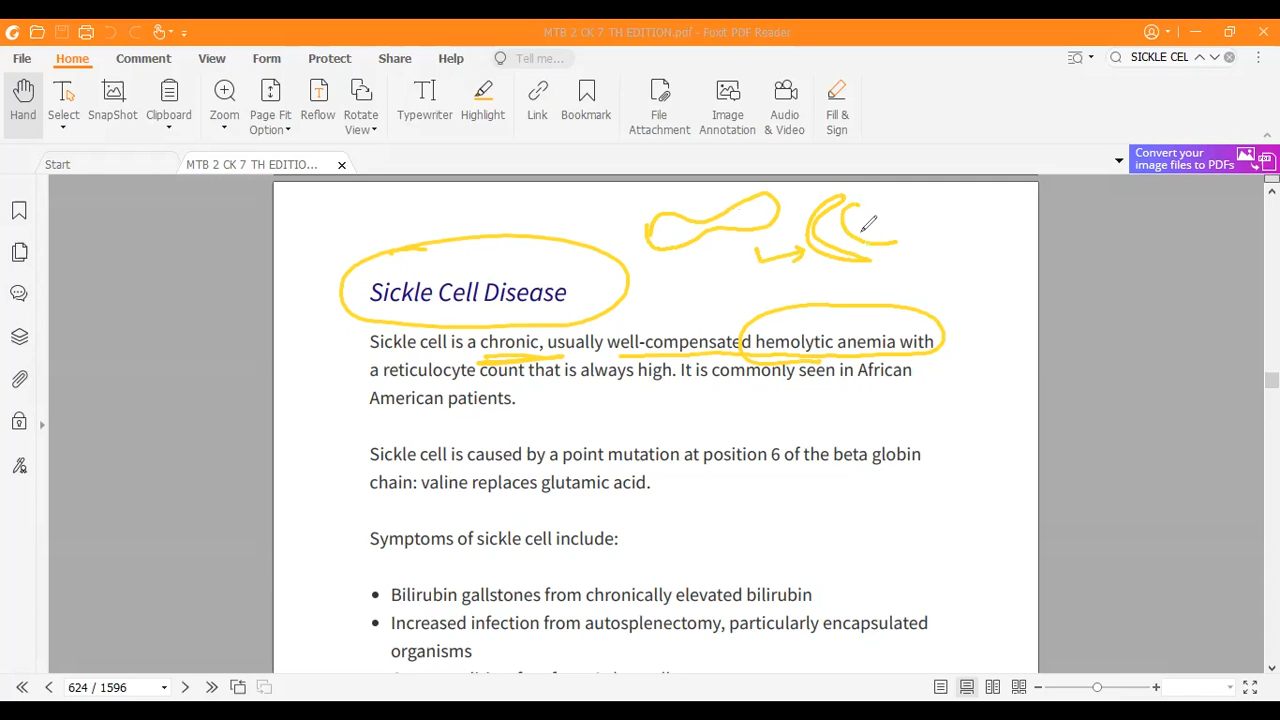 MTB 2 CK 7 TH EDITION.pdf - Foxit PDF Reader
File Home Comment View Form Protect Share Help Tell me... SICKLE CEL
Hand Select SnapShot Clipboard Zoom Page Fit Option Reflow Rotate View Typewriter Highlight Link Bookmark File Attachment Image Annotation Audio & Video Fill & Sign
Start MTB 2 CK 7 TH EDITIO...
Convert your
image files to PDFs
Sickle Cell Disease
Sickle cell is a chronic, usually well-compensated hemolytic anemia with
a reticulocyte count that is always high. It is commonly seen in African
American patients.
Sickle cell is caused by a point mutation at position 6 of the beta globin
chain: valine replaces glutamic acid.
Symptoms of sickle cell include:
• Bilirubin gallstones from chronically elevated bilirubin
• Increased infection from autosplenectomy, particularly encapsulated
organisms
624 / 1596